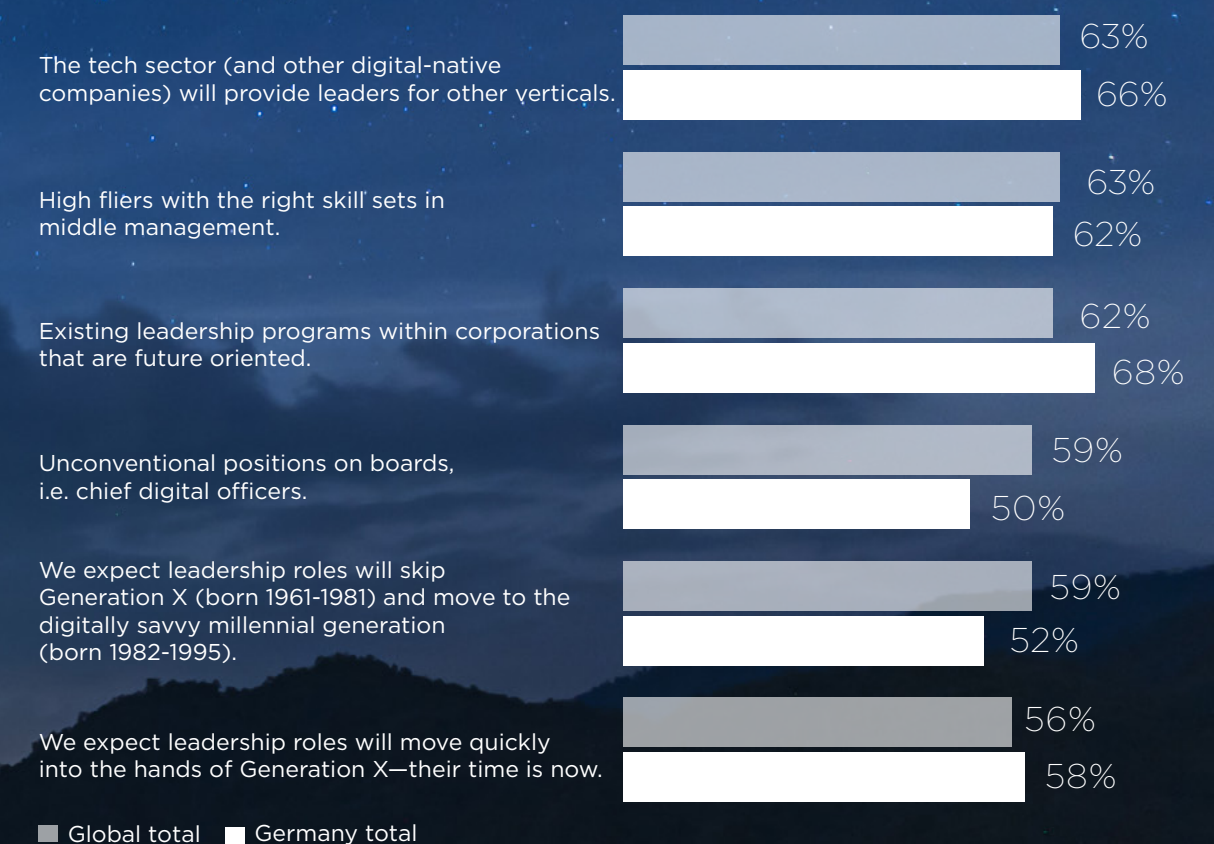 The tech sector (and other digital-native
companies) will provide leaders for other verticals.
63%
66%
High fliers with the right skill sets in
middle management.
63%
62%
Existing leadership programs within corporations
that are future oriented.
62%
68%
Unconventional positions on boards,
i.e. chief digital officers.
59%
50%
We expect leadership roles will skip
Generation X (born 1961-1981) and move to the
digitally savvy millennial generation
(born 1982-1995).
59%
52%
We expect leadership roles will move quickly
into the hands of Generation X—their time is now.
56%
58%
Global total Germany total